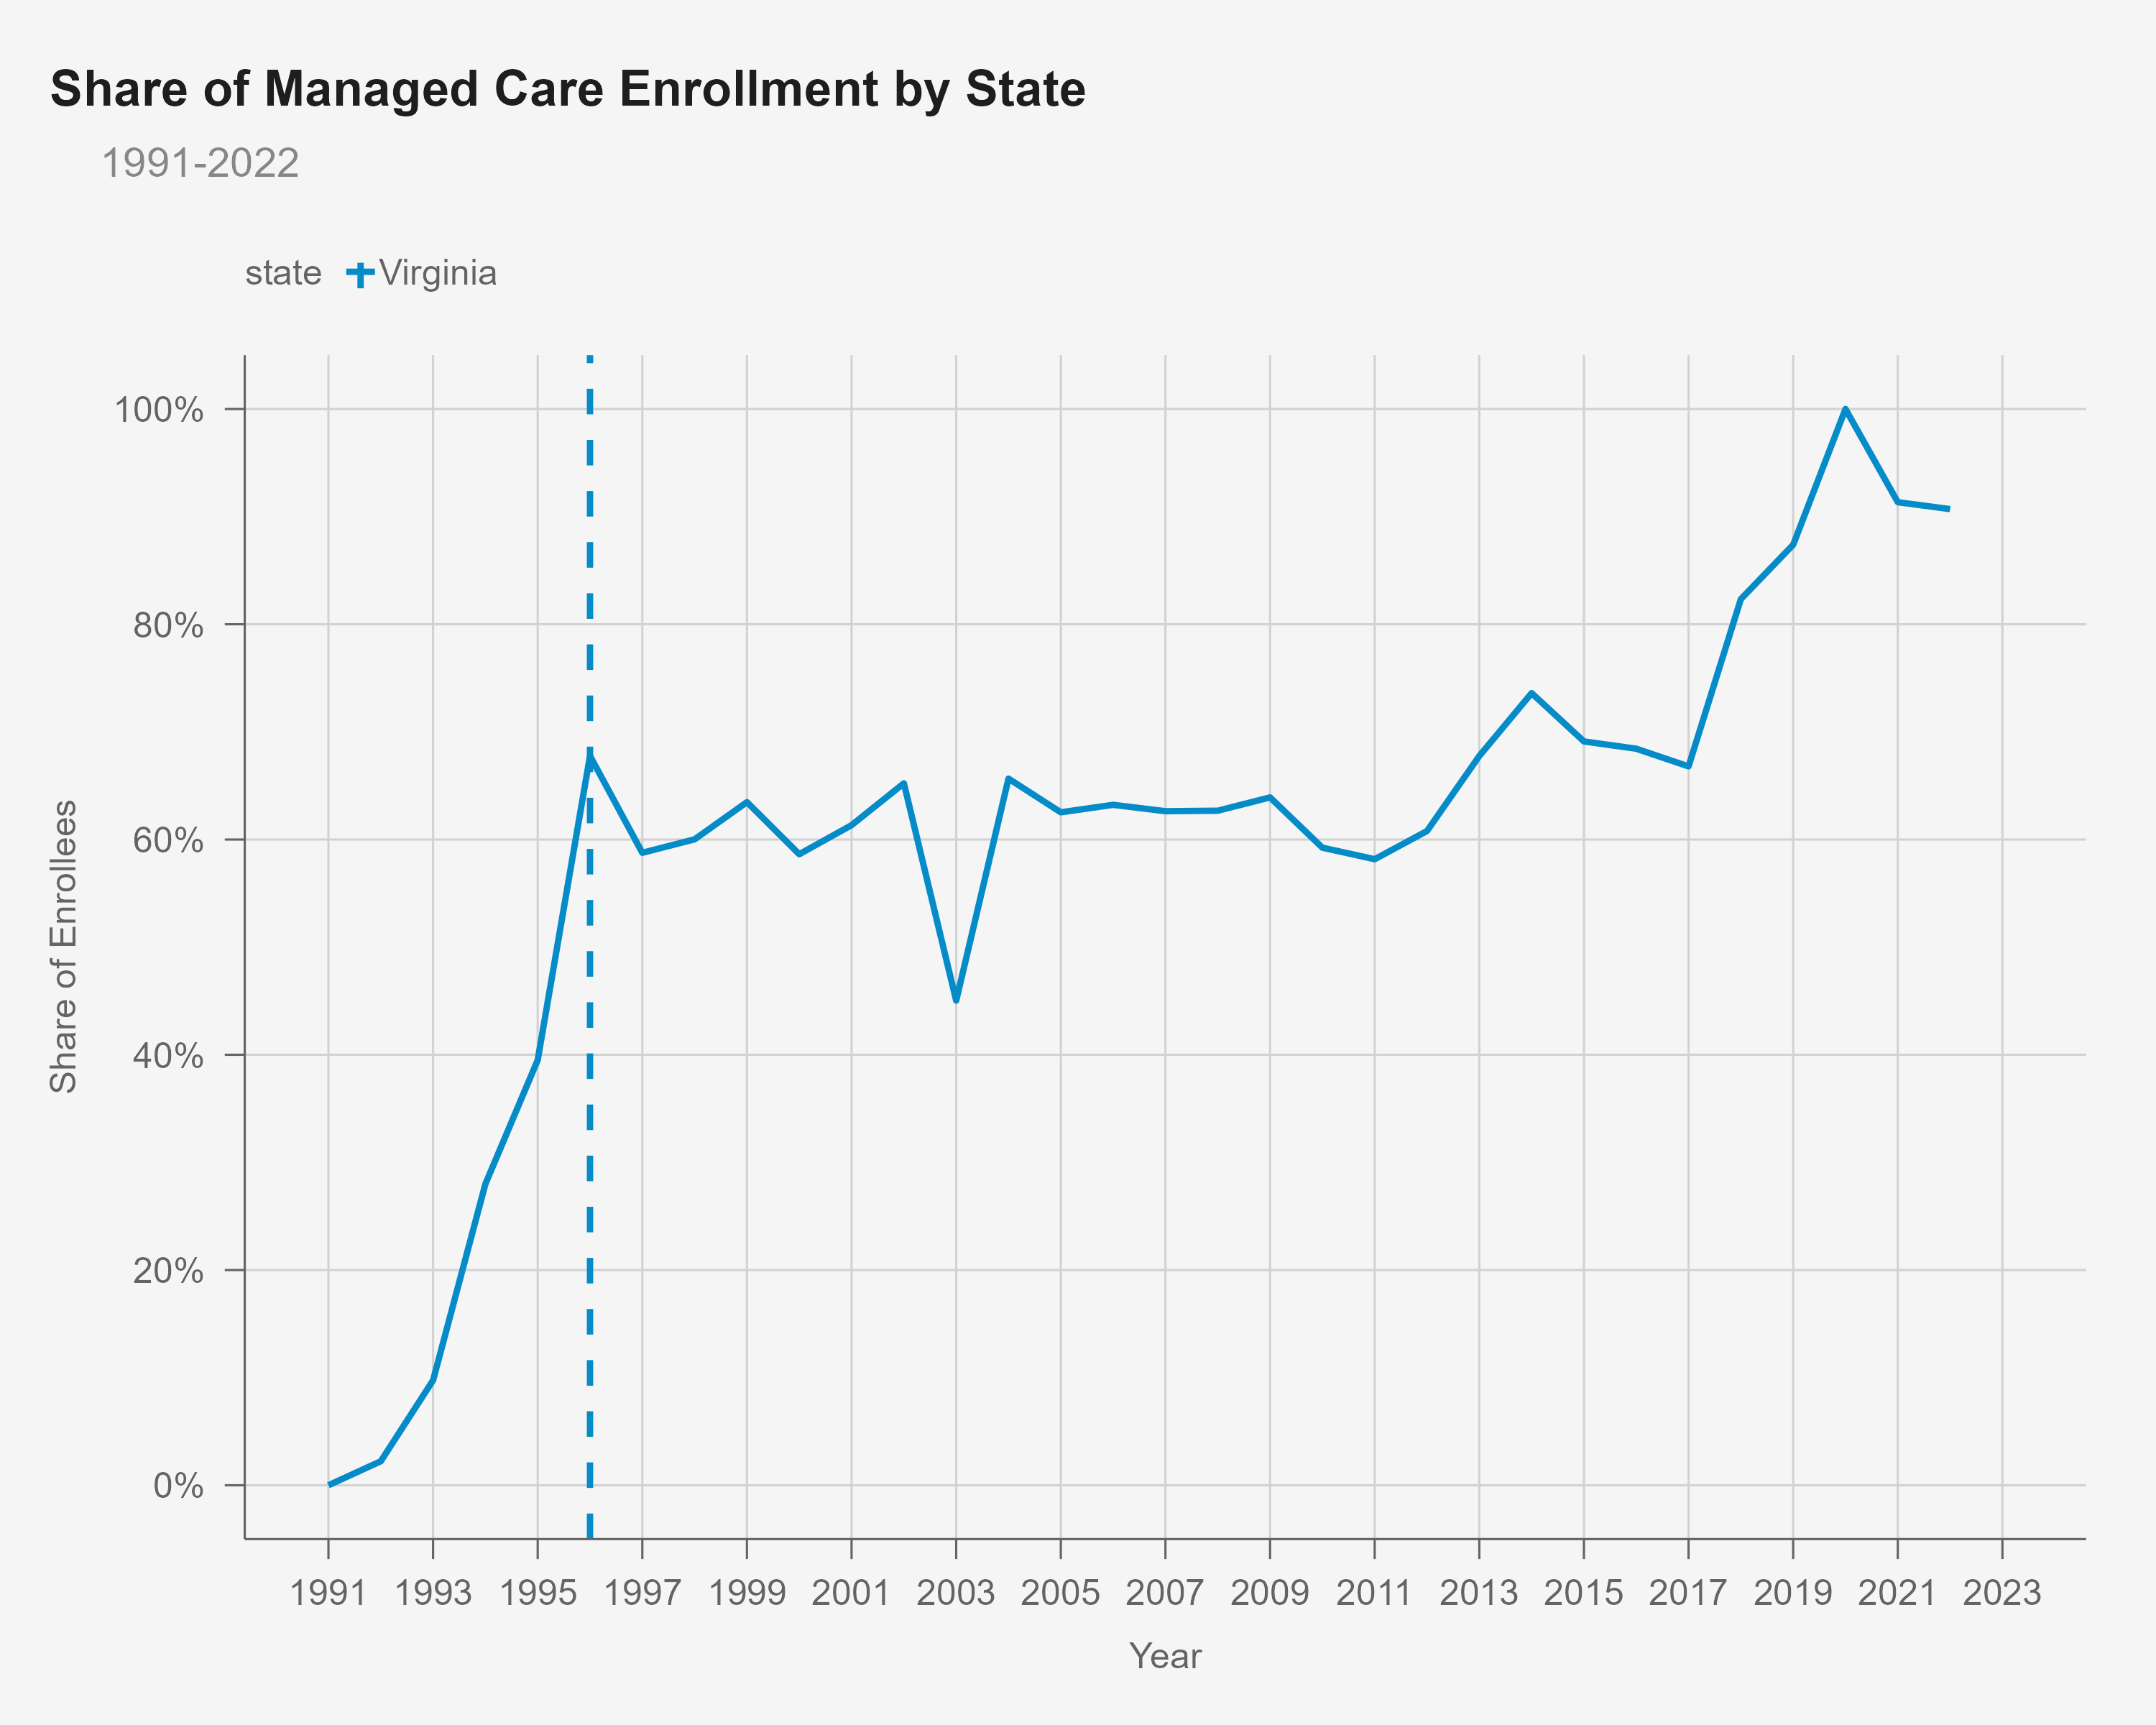 Share of Managed Care Enrollment by State
1991-2022
state Virginia
100%
80%
60%
40%
20%
0%
Share of Enrollees
1991 1993 1995 1997 1999 2001 2003 2005 2007 2009 2011 2013 2015 2017 2019 2021 2023
Year